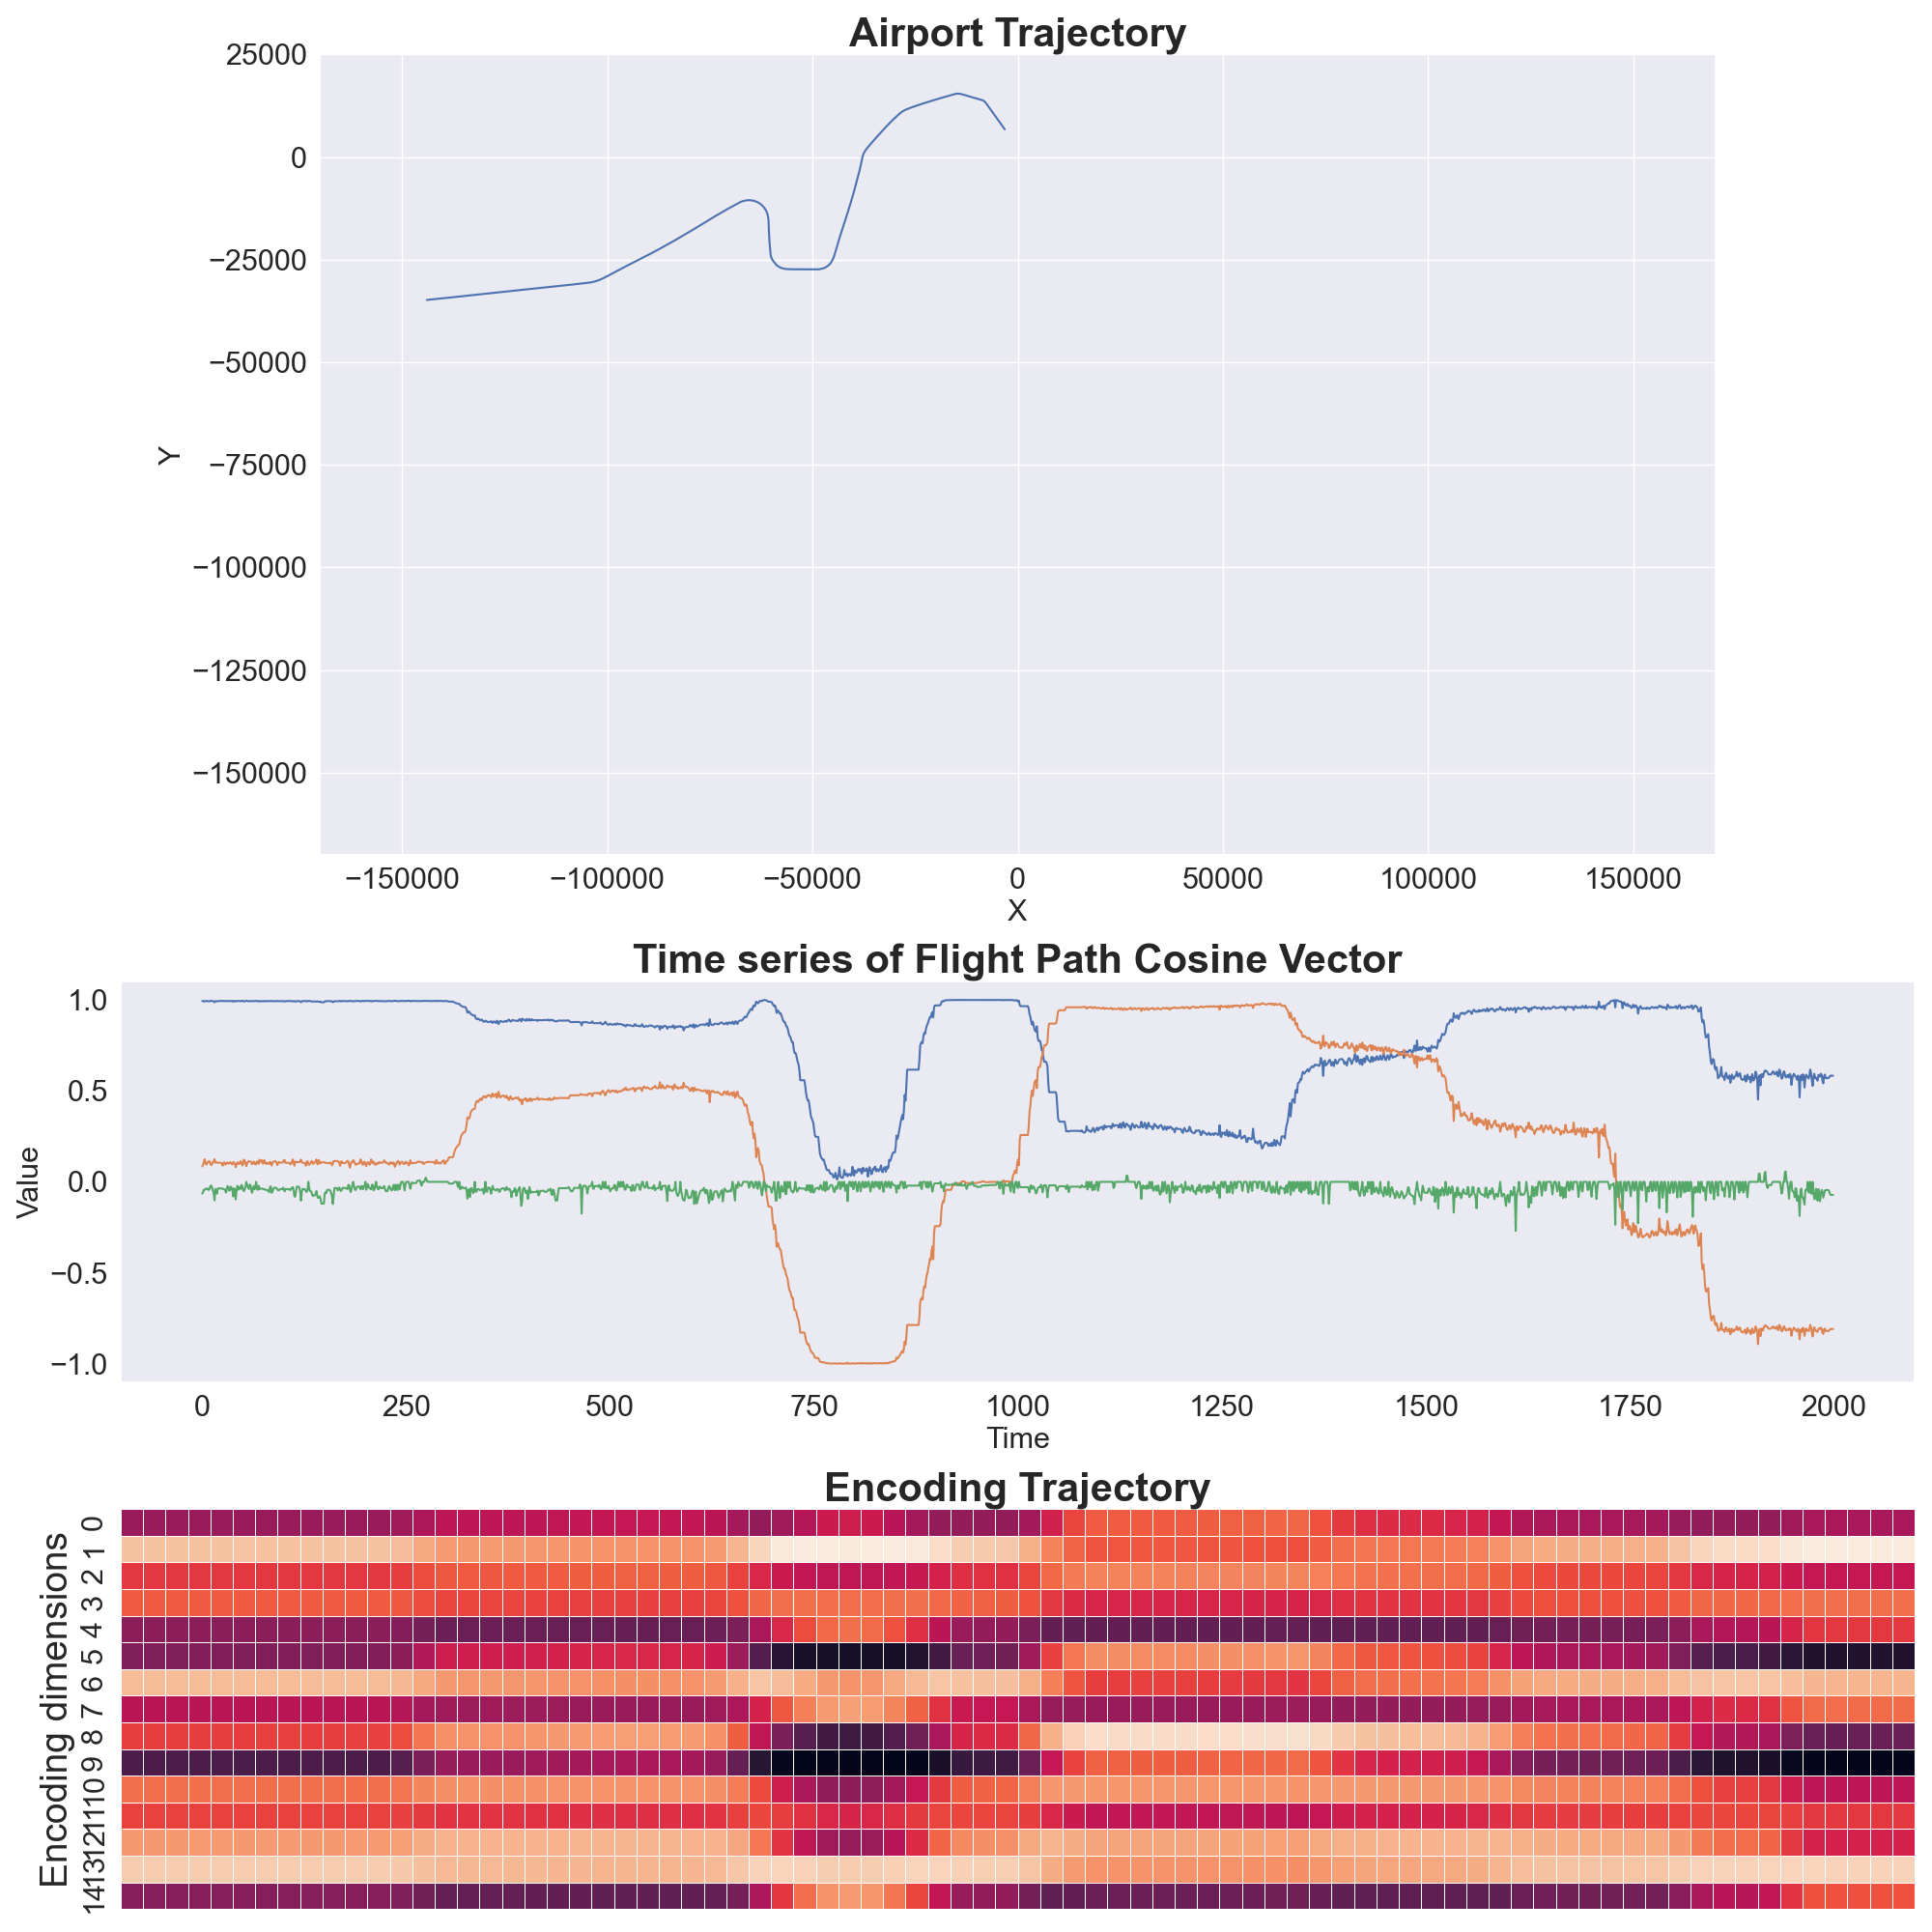 Airport Trajectory
25000
0
−25000
−50000
−75000
−100000
−125000
−150000
Y
−150000 −100000 −50000 0 50000 100000 150000
X
Time series of Flight Path Cosine Vector
1.0
0.5
0.0
−0.5
−1.0
Value
0 250 500 750 1000 1250 1500 1750 2000
Time
Encoding Trajectory
Encoding dimensions
0
1
2
3
4
5
6
7
8
9
10
11
12
13
14